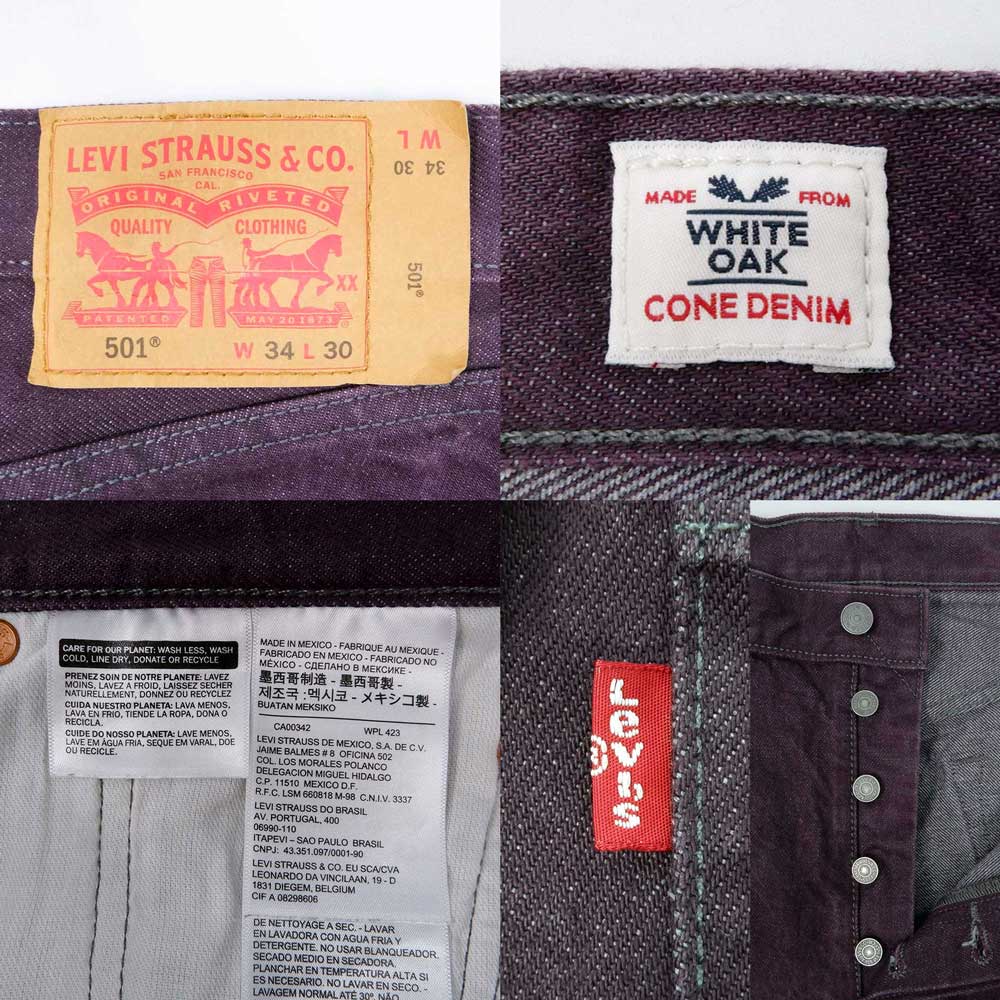 LEVI STRAUSS & CO.
SAN FRANCISCO
CAL.
ORIGINAL RIVETED
QUALITY CLOTHING
XX
PATENTED MAY 20 1873 ®
501® W 34 L 30
W L
34 30
501®
MADE FROM
WHITE
OAK
CONE DENIM
CARE FOR OUR PLANET: WASH LESS, WASH
COLD, LINE DRY, DONATE OR RECYCLE
PRENEZ SOIN DE NOTRE PLANETE: LAVEZ
MOINS, LAVEZ A FROID, LAISSEZ SECHER
NATURELLEMENT, DONNEZ OU RECYCLEZ
CUIDA NUESTRO PLANETA: LAVA MENOS,
LAVA EN FRIO, TIENDE LA ROPA, DONA O
RECICLA.
CUIDE DO NOSSO PLANETA: LAVE MENOS,
LAVE EM ÁGUA FRIA, SEQUE EM VARAL, DOE
OU RECICLE.
MADE IN MEXICO - FABRIQUE AU MEXIQUE -
FABRICADO EN MEXICO - FABRICADO NO
MÉXICO - СДЕЛАНО В МЕКСИКЕ -
墨西哥制造 - 墨西哥製 -
제조국 :멕시코 - メキシコ製 -
BUATAN MEKSIKO
CA00342 WPL 423
LEVI STRAUSS DE MEXICO, S.A. DE C.V.
JAIME BALMES # 8 OFICINA 502
COL. LOS MORALES POLANCO
DELEGACION MIGUEL HIDALGO
C.P. 11510 MEXICO D.F.
R.F.C. LSM 660818 M-98 C.N.I.V. 3337
LEVI STRAUSS DO BRASIL
AV. PORTUGAL, 400
06990-110
ITAPEVI – SAO PAULO BRASIL
CNPJ: 43.351.097/0001-90
LEVI STRAUSS & CO. EU SCA/CVA
LEONARDO DA VINCILAAN, 19 - D
1831 DIEGEM, BELGIUM
CIF A 08298606
DE NETTOYAGE A SEC. - LAVAR
EN LAVADORA CON AGUA FRIA Y
DETERGENTE. NO USAR BLANQUEADOR.
SECADO MEDIO EN SECADORA.
PLANCHAR EN TEMPERATURA ALTA SI
ES NECESARIO. NO LAVAR EN SECO. -
LAVAGEM NORMAL ATÉ 30º. NÃO
Levi's
®